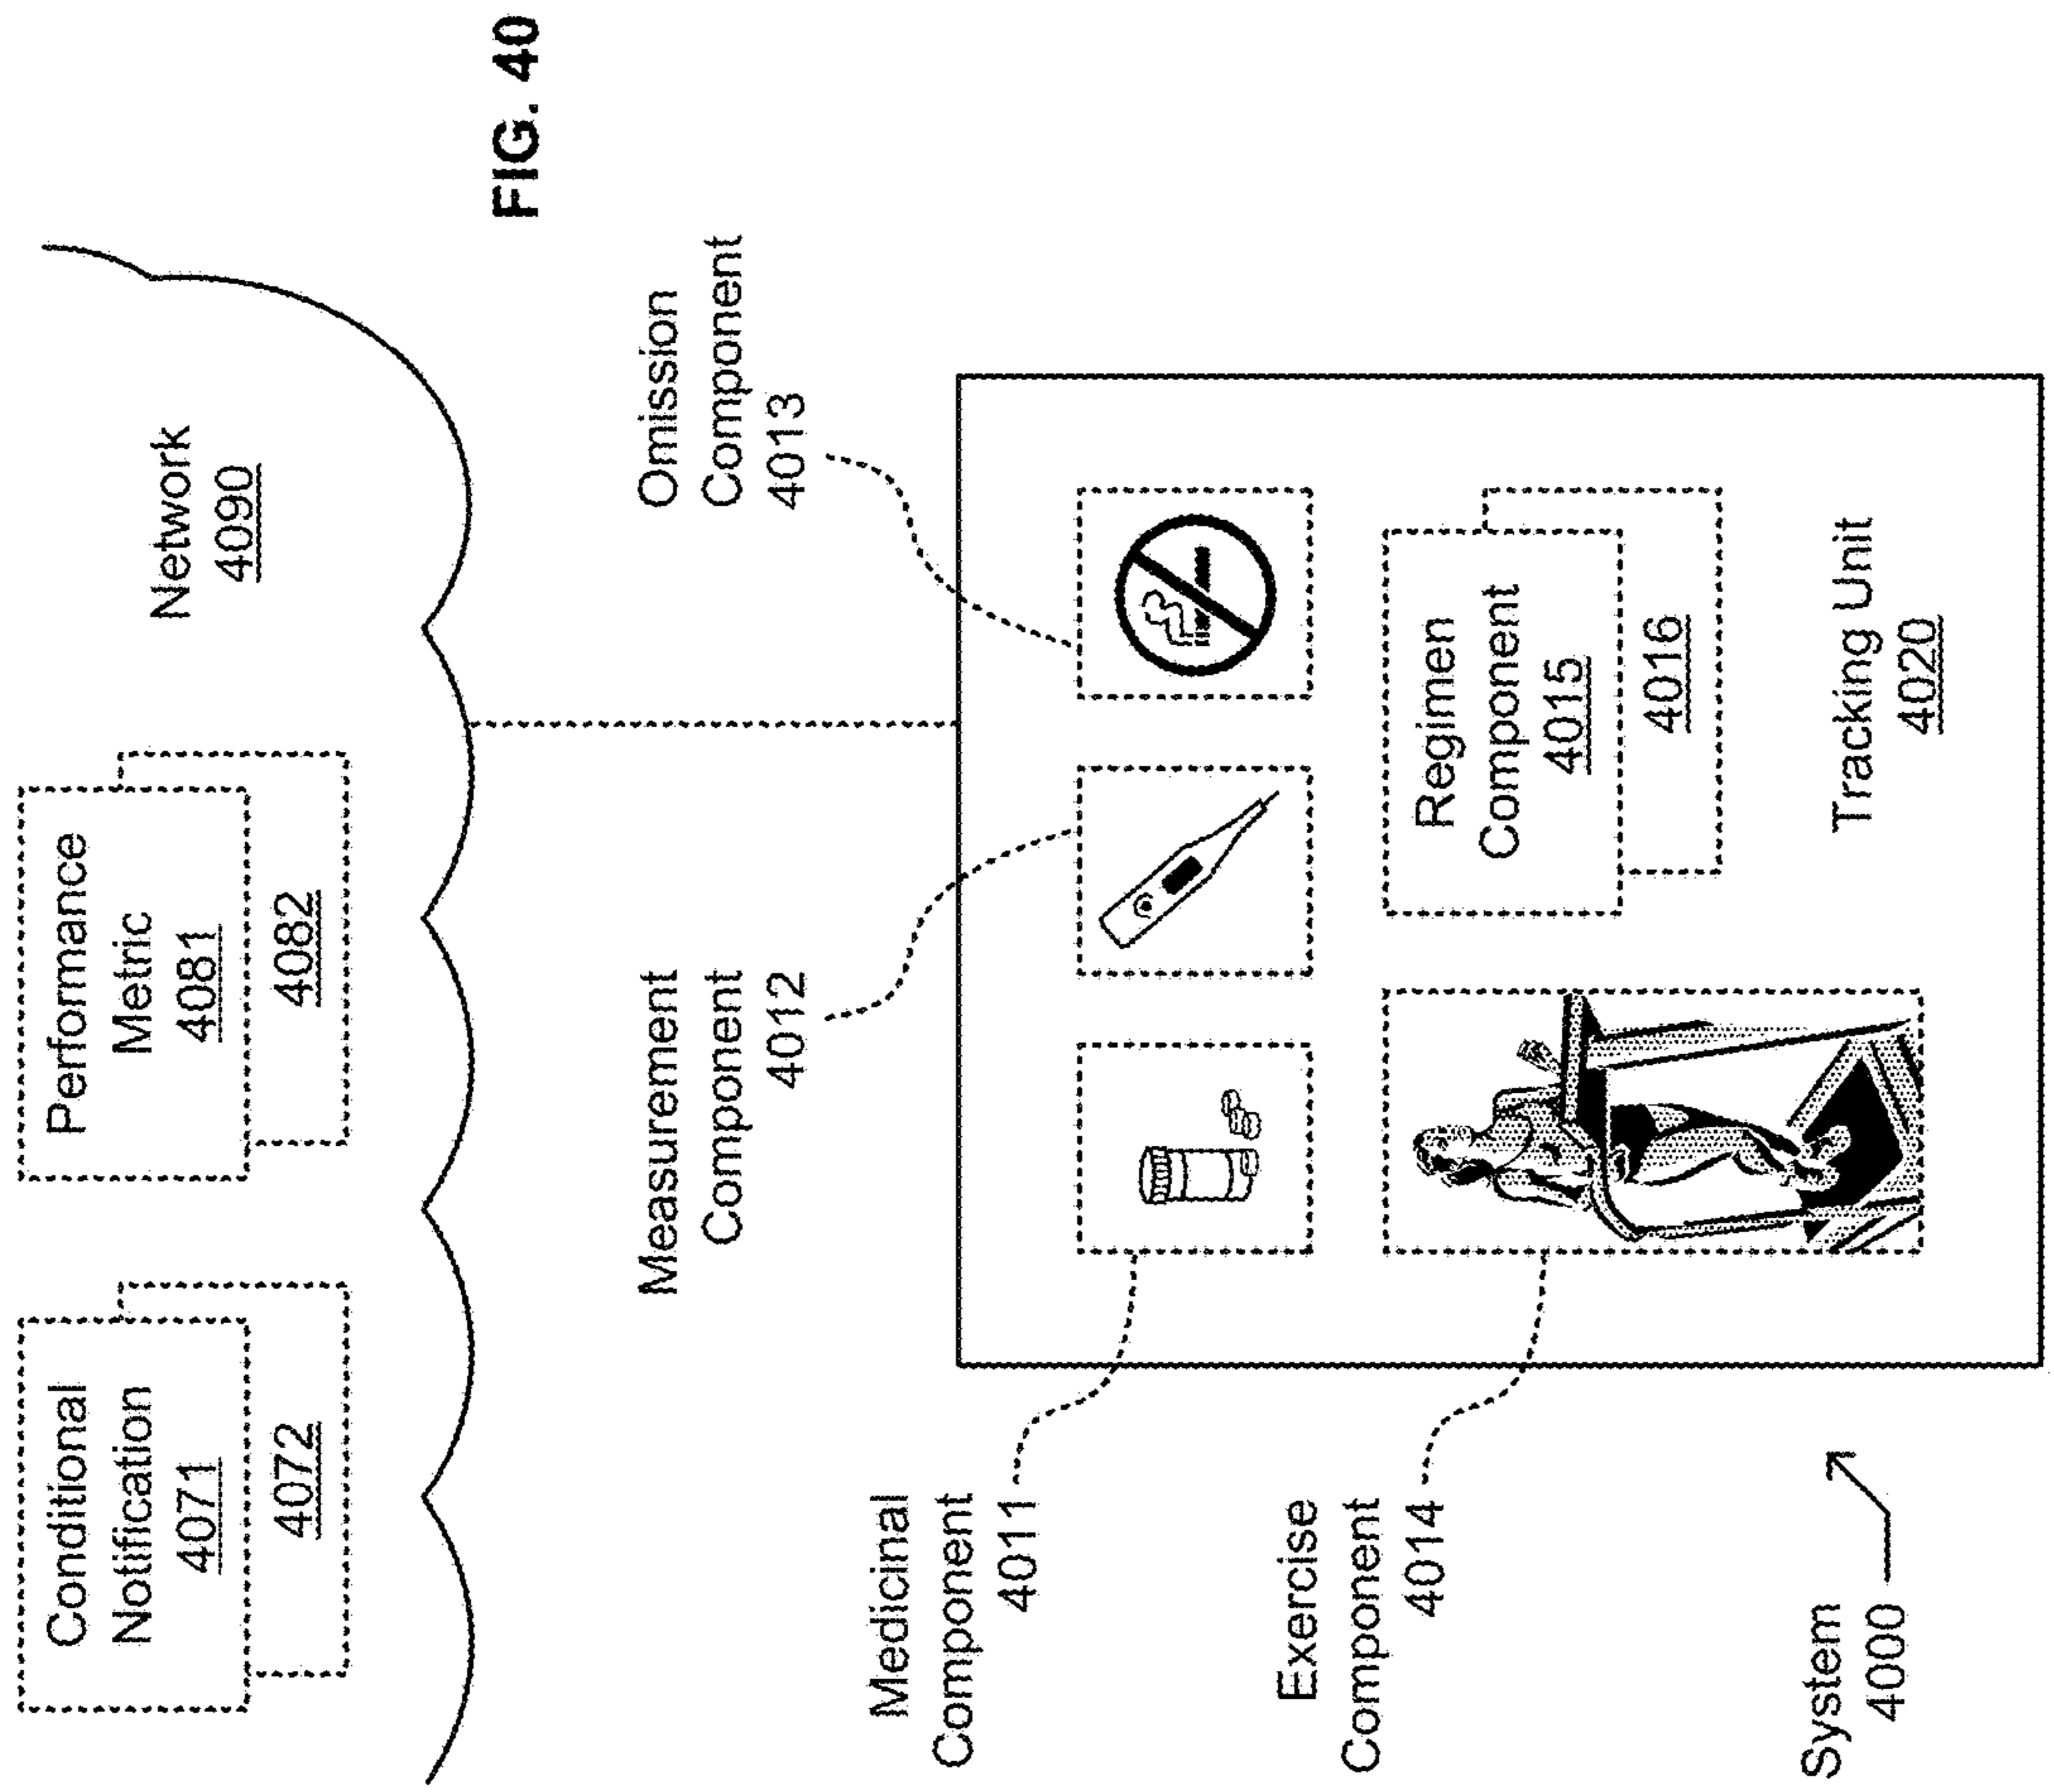 Conditional
Notification
4071
4072
Performance
Metric
4081
4082
Network
4090
FIG. 40
Measurement
Component
4012
Omission
Component
4013
Medicinal
Component
4011
Exercise
Component
4014
Regimen
Component
4015
4016
Tracking Unit
4020
System
4000